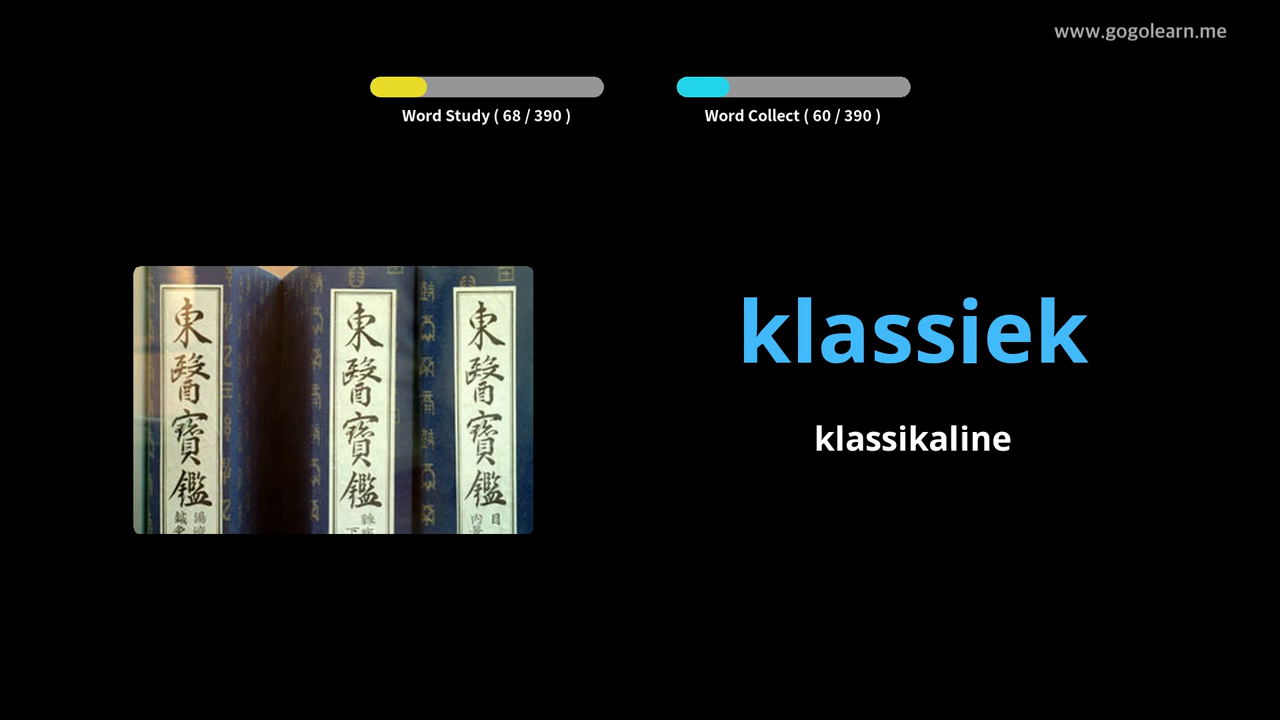 www.gogolearn.me
Word Study ( 68 / 390 )
Word Collect ( 60 / 390 )
東醫寶鑑
東醫寶鑑
東醫寶鑑
klassiek
klassikaline